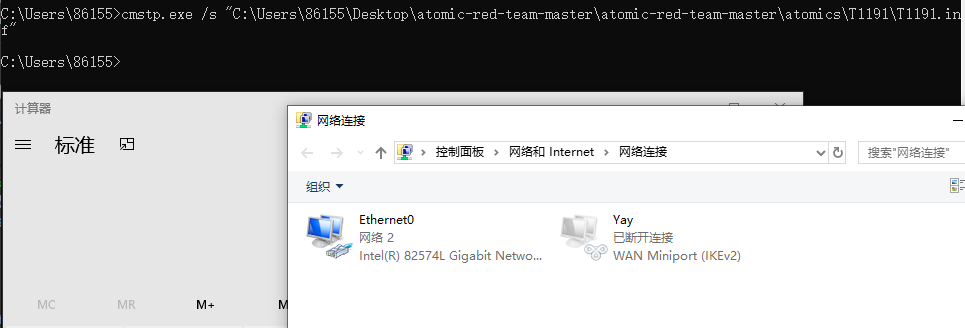 C:\Users\86155>cmstp.exe /s "C:\Users\86155\Desktop\atomic-red-team-master\atomic-red-team-master\atomics\T1191\T1191.in
f"
C:\Users\86155>
计算器
标准
MC MR M+
网络连接
控制面板 > 网络和 Internet > 网络连接
搜索"网络连接"
组织
Ethernet0
网络 2
Intel(R) 82574L Gigabit Netwo...
Yay
已断开连接
WAN Miniport (IKEv2)